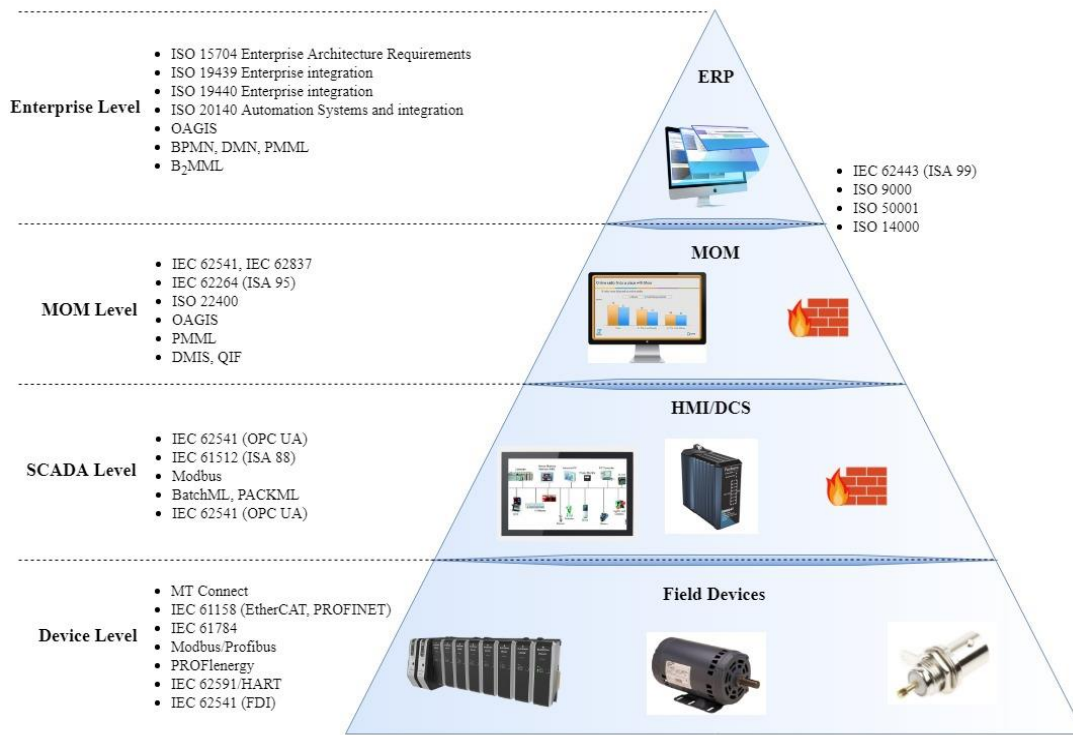 ERP
Enterprise Level
ISO 15704 Enterprise Architecture Requirements
ISO 19439 Enterprise integration
ISO 19440 Enterprise integration
ISO 20140 Automation Systems and integration
OAGIS
BPMN, DMN, PMML
B₂MML
IEC 62443 (ISA 99)
ISO 9000
ISO 50001
ISO 14000
MOM
MOM Level
IEC 62541, IEC 62837
IEC 62264 (ISA 95)
ISO 22400
OAGIS
PMML
DMIS, QIF
HMI/DCS
SCADA Level
IEC 62541 (OPC UA)
IEC 61512 (ISA 88)
Modbus
BatchML, PACKML
IEC 62541 (OPC UA)
Field Devices
Device Level
MT Connect
IEC 61158 (EtherCAT, PROFINET)
IEC 61784
Modbus/Profibus
PROFIenergy
IEC 62591/HART
IEC 62541 (FDI)